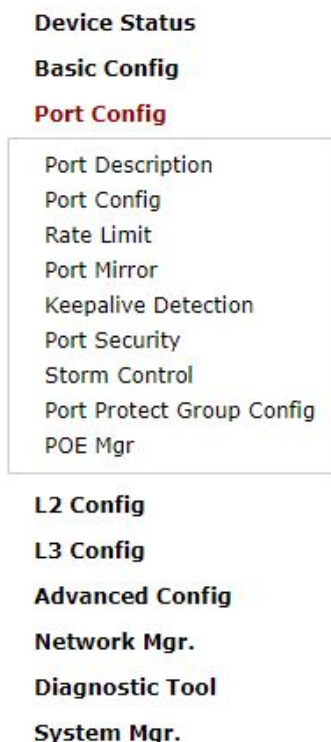 Device Status
Basic Config
Port Config
Port Description
Port Config
Rate Limit
Port Mirror
Keepalive Detection
Port Security
Storm Control
Port Protect Group Config
POE Mgr
L2 Config
L3 Config
Advanced Config
Network Mgr.
Diagnostic Tool
System Mgr.